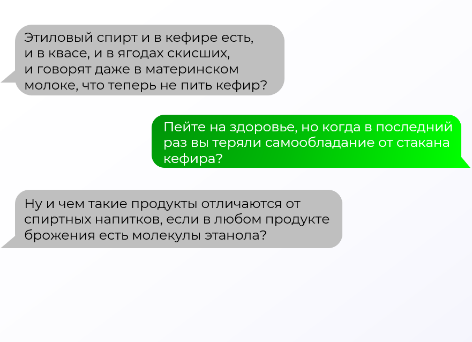 Этиловый спирт и в кефире есть,
и в квасе, и в ягодах скисших,
и говорят даже в материнском
молоке, что теперь не пить кефир?
Пейте на здоровье, но когда в последний
раз вы теряли самообладание от стакана
кефира?
Ну и чем такие продукты отличаются от
спиртных напитков, если в любом продукте
брожения есть молекулы этанола?